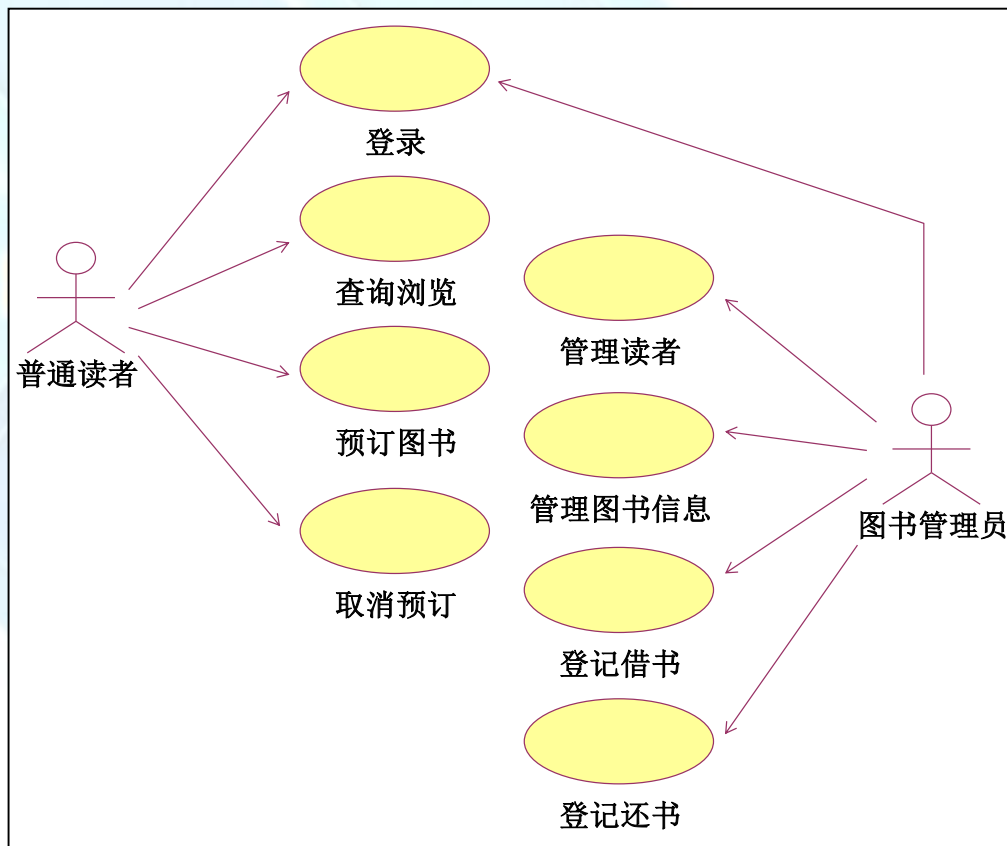 登录
查询浏览
管理读者
普通读者
预订图书
管理图书信息
图书管理员
取消预订
登记借书
登记还书